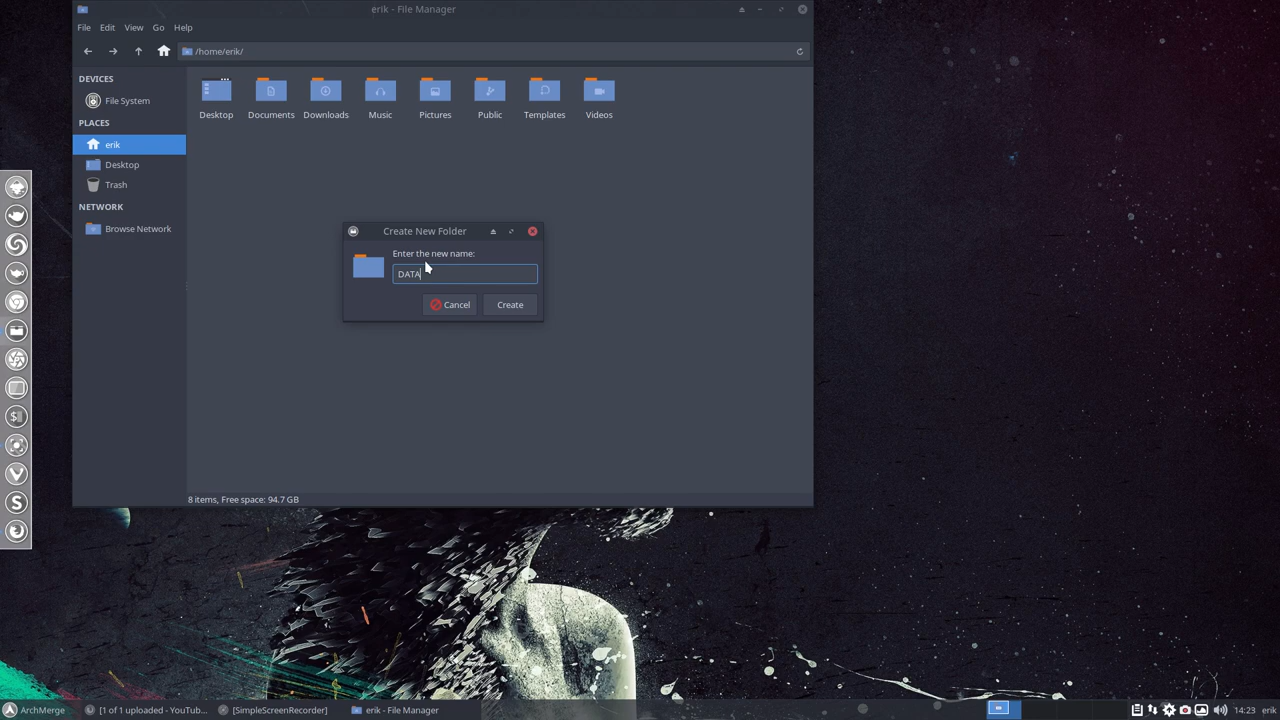 erik - File Manager
File Edit View Go Help
/home/erik/
DEVICES
File System
PLACES
erik
Desktop
Trash
NETWORK
Browse Network
Desktop Documents Downloads Music Pictures Public Templates Videos
Create New Folder
Enter the new name:
DATA
Cancel Create
8 items, Free space: 94.7 GB
$
S
ArchMerge [1 of 1 uploaded - YouTub... [SimpleScreenRecorder] erik - File Manager 14:23 erik